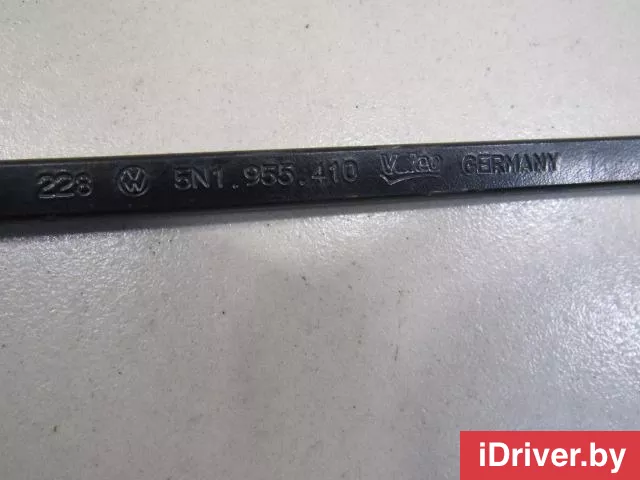 228 VW 5N1.955.410 Valeo GERMANY
iDriver.by